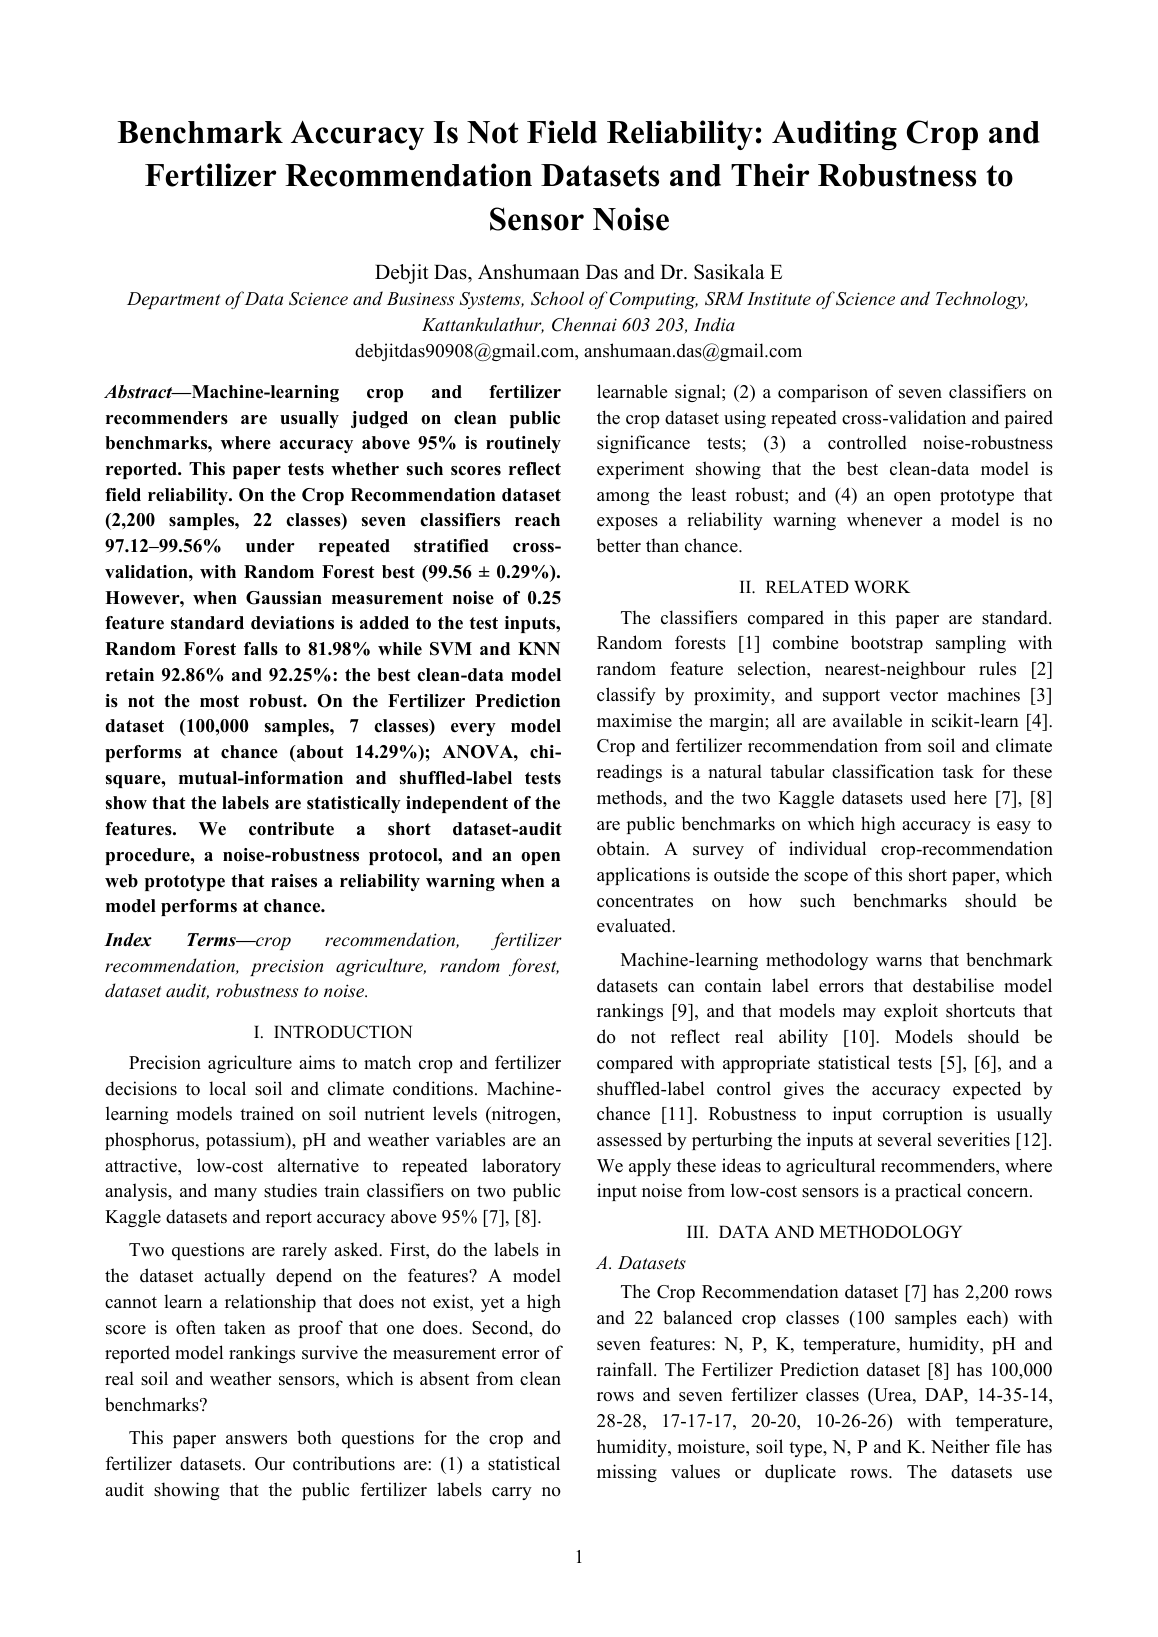 Benchmark Accuracy Is Not Field Reliability: Auditing Crop and
Fertilizer Recommendation Datasets and Their Robustness to
Sensor Noise
Debjit Das, Anshumaan Das and Dr. Sasikala E
Department of Data Science and Business Systems, School of Computing, SRM Institute of Science and Technology,
Kattankulathur, Chennai 603 203, India
debjitdas90908@gmail.com, anshumaan.das@gmail.com
Abstract—Machine-learning crop and fertilizer
recommenders are usually judged on clean public
benchmarks, where accuracy above 95% is routinely
reported. This paper tests whether such scores reflect
field reliability. On the Crop Recommendation dataset
(2,200 samples, 22 classes) seven classifiers reach
97.12–99.56% under repeated stratified cross-
validation, with Random Forest best (99.56 ± 0.29%).
However, when Gaussian measurement noise of 0.25
feature standard deviations is added to the test inputs,
Random Forest falls to 81.98% while SVM and KNN
retain 92.86% and 92.25%: the best clean-data model
is not the most robust. On the Fertilizer Prediction
dataset (100,000 samples, 7 classes) every model
performs at chance (about 14.29%); ANOVA, chi-
square, mutual-information and shuffled-label tests
show that the labels are statistically independent of the
features. We contribute a short dataset-audit
procedure, a noise-robustness protocol, and an open
web prototype that raises a reliability warning when a
model performs at chance.
Index Terms—crop recommendation, fertilizer
recommendation, precision agriculture, random forest,
dataset audit, robustness to noise.
I. INTRODUCTION
Precision agriculture aims to match crop and fertilizer
decisions to local soil and climate conditions. Machine-
learning models trained on soil nutrient levels (nitrogen,
phosphorus, potassium), pH and weather variables are an
attractive, low-cost alternative to repeated laboratory
analysis, and many studies train classifiers on two public
Kaggle datasets and report accuracy above 95% [7], [8].
Two questions are rarely asked. First, do the labels in
the dataset actually depend on the features? A model
cannot learn a relationship that does not exist, yet a high
score is often taken as proof that one does. Second, do
reported model rankings survive the measurement error of
real soil and weather sensors, which is absent from clean
benchmarks?
This paper answers both questions for the crop and
fertilizer datasets. Our contributions are: (1) a statistical
audit showing that the public fertilizer labels carry no
learnable signal; (2) a comparison of seven classifiers on
the crop dataset using repeated cross-validation and paired
significance tests; (3) a controlled noise-robustness
experiment showing that the best clean-data model is
among the least robust; and (4) an open prototype that
exposes a reliability warning whenever a model is no
better than chance.
II. RELATED WORK
The classifiers compared in this paper are standard.
Random forests [1] combine bootstrap sampling with
random feature selection, nearest-neighbour rules [2]
classify by proximity, and support vector machines [3]
maximise the margin; all are available in scikit-learn [4].
Crop and fertilizer recommendation from soil and climate
readings is a natural tabular classification task for these
methods, and the two Kaggle datasets used here [7], [8]
are public benchmarks on which high accuracy is easy to
obtain. A survey of individual crop-recommendation
applications is outside the scope of this short paper, which
concentrates on how such benchmarks should be
evaluated.
Machine-learning methodology warns that benchmark
datasets can contain label errors that destabilise model
rankings [9], and that models may exploit shortcuts that
do not reflect real ability [10]. Models should be
compared with appropriate statistical tests [5], [6], and a
shuffled-label control gives the accuracy expected by
chance [11]. Robustness to input corruption is usually
assessed by perturbing the inputs at several severities [12].
We apply these ideas to agricultural recommenders, where
input noise from low-cost sensors is a practical concern.
III. DATA AND METHODOLOGY
A. Datasets
The Crop Recommendation dataset [7] has 2,200 rows
and 22 balanced crop classes (100 samples each) with
seven features: N, P, K, temperature, humidity, pH and
rainfall. The Fertilizer Prediction dataset [8] has 100,000
rows and seven fertilizer classes (Urea, DAP, 14-35-14,
28-28, 17-17-17, 20-20, 10-26-26) with temperature,
humidity, moisture, soil type, N, P and K. Neither file has
missing values or duplicate rows. The datasets use
1